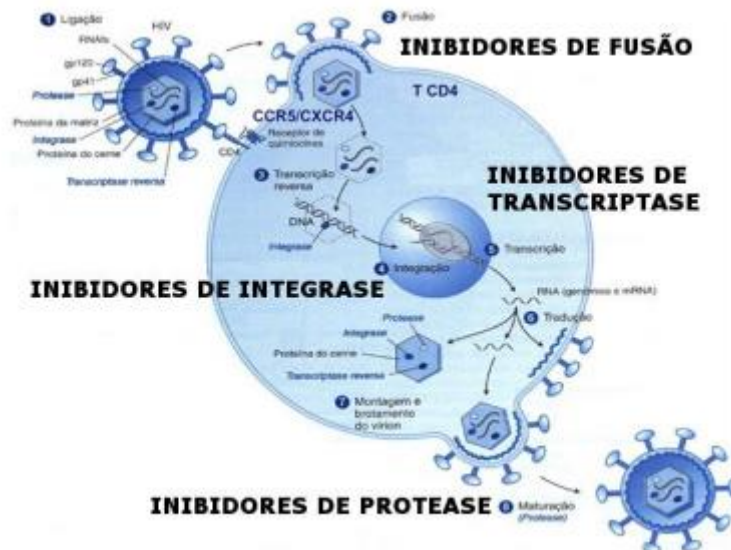 1 Ligação
HIV
RNAfs
gp120
gp41
Protease
Proteína da matriz
Integrase
Proteína do cerne
Transcriptase reversa
2 Fusão
INIBIDORES DE FUSÃO
T CD4
CCR5/CXCR4
Receptor de
quimiocinas
CD4
3 Transcrição
reversa
DNA
Integrase
INIBIDORES DE
TRANSCRIPTASE
4 Integração
5 Transcrição
INIBIDORES DE INTEGRASE
RNA (genômico e mRNA)
6 Tradução
Protease
Integrase
Proteína do cerne
Transcriptase reversa
7 Montagem e
brotamento
do vírion
INIBIDORES DE PROTEASE
8 Maturação
(Protease)